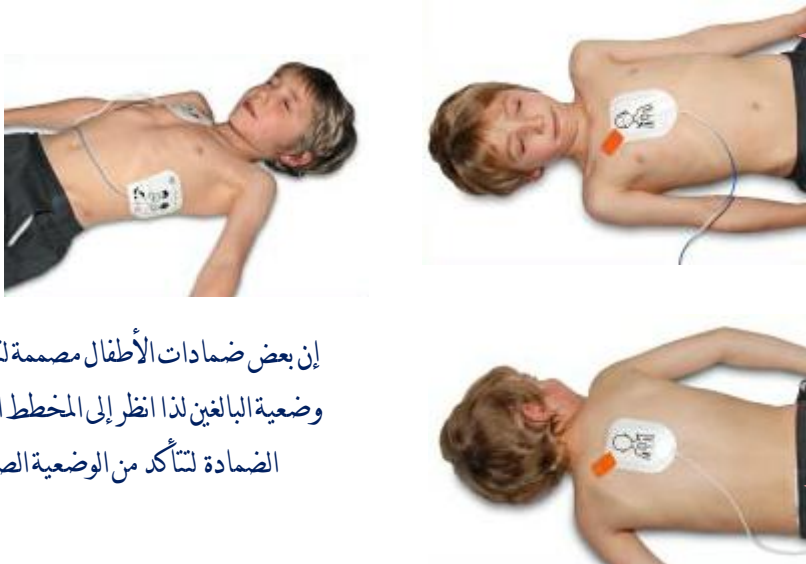 إن بعض ضمادات الأطفال مصممة
وضعية البالغين لذا انظر إلى المخطط
الضمادة لتتأكد من الوضعية